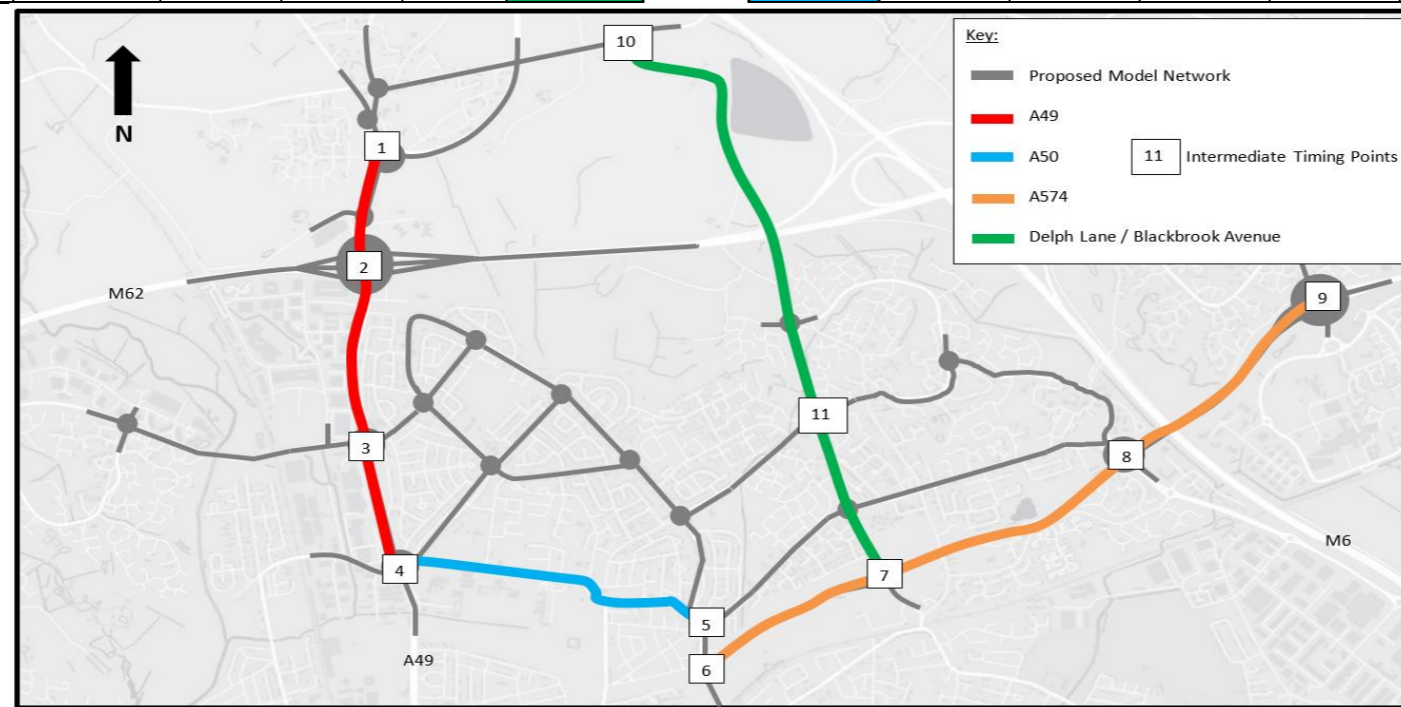 Key:
Proposed Model Network
A49
A50
11 Intermediate Timing Points
A574
Delph Lane / Blackbrook Avenue
N
10
1
2
M62
9
3
11
8
4
7
M6
5
6
A49